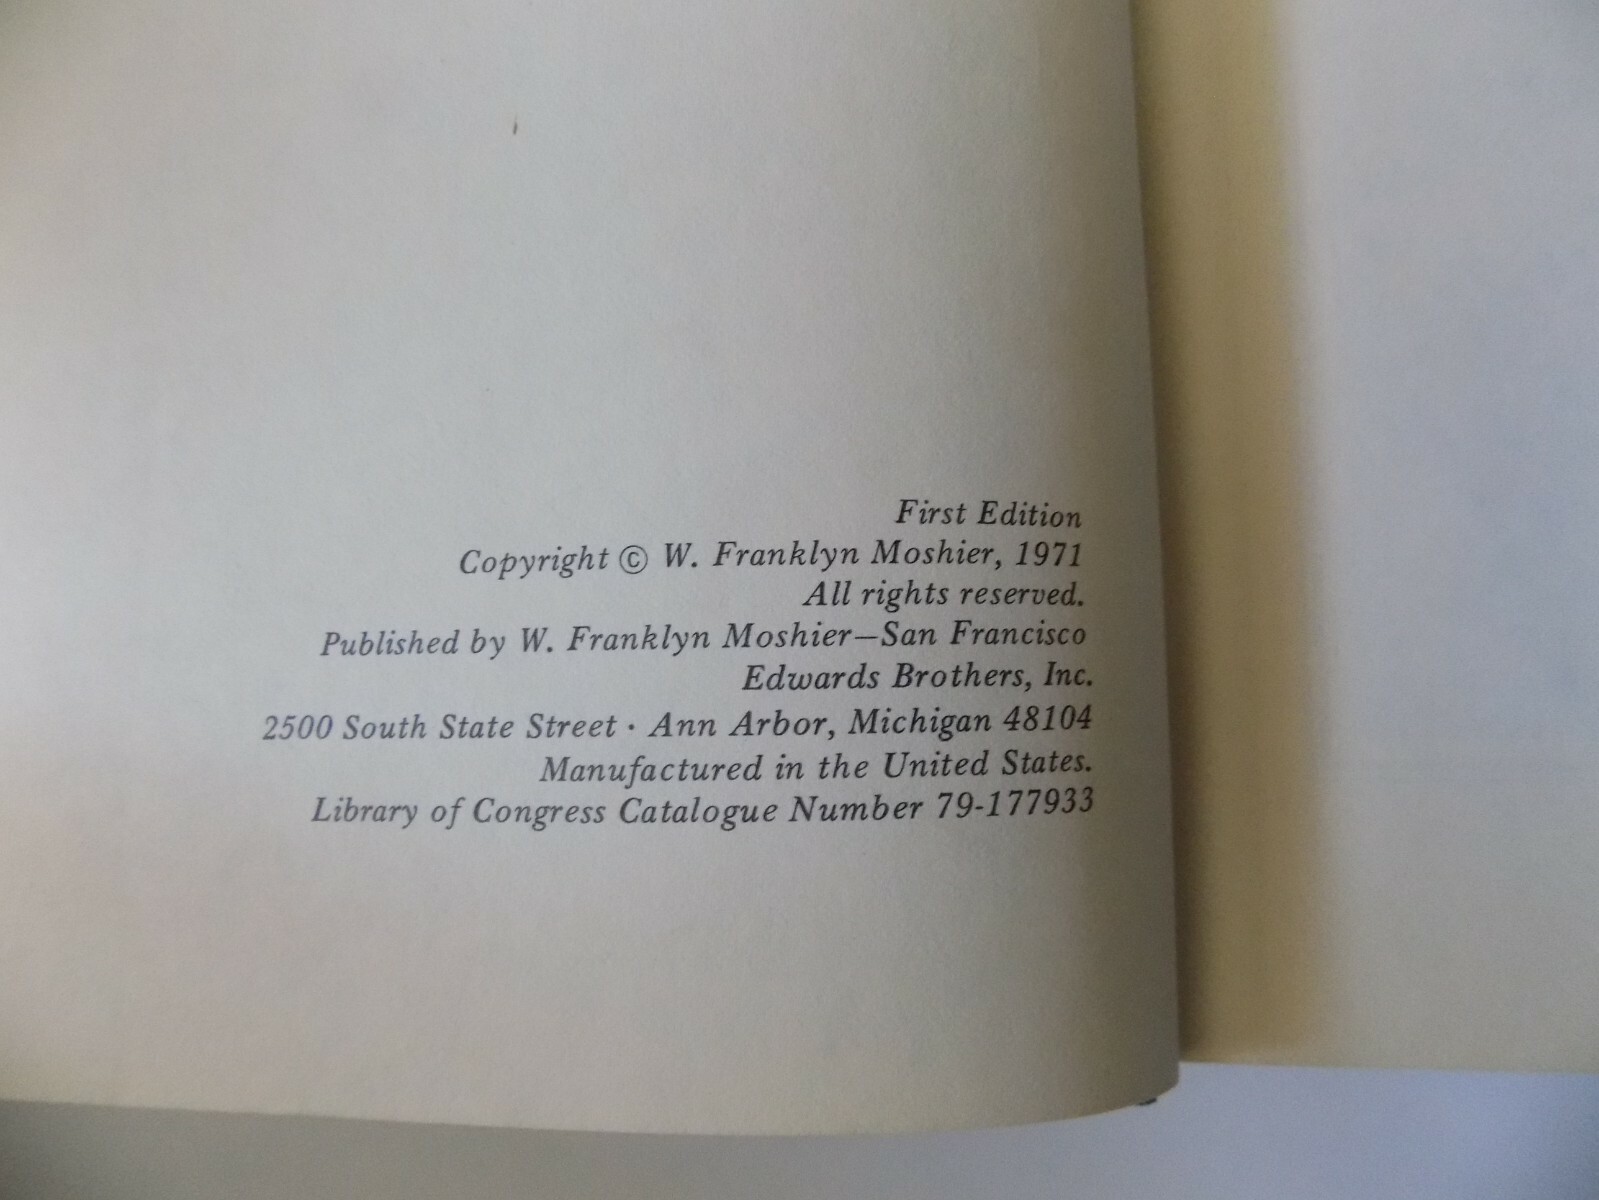 First Edition
Copyright © W. Franklyn Moshier, 1971
All rights reserved.
Published by W. Franklyn Moshier—San Francisco
Edwards Brothers, Inc.
2500 South State Street · Ann Arbor, Michigan 48104
Manufactured in the United States.
Library of Congress Catalogue Number 79-177933